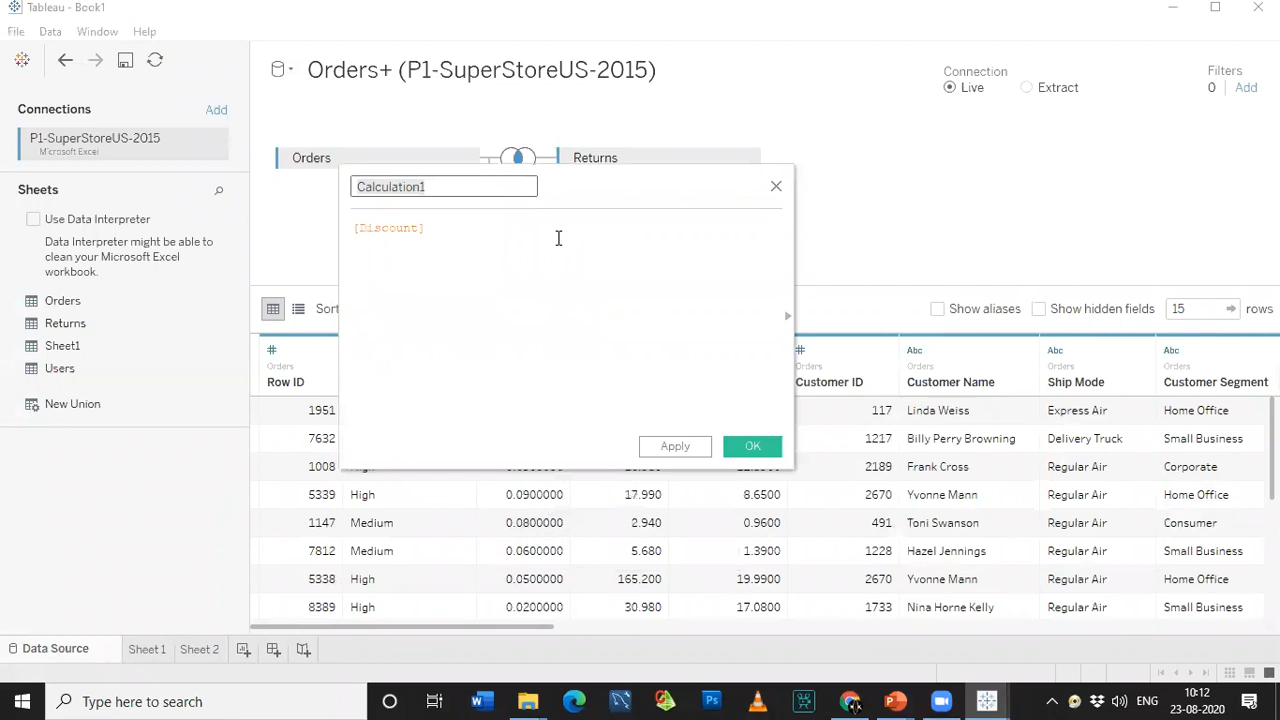 Tableau - Book1
File Data Window Help
Connections Add
P1-SuperStoreUS-2015
Microsoft Excel
Sheets
Use Data Interpreter
Data Interpreter might be able to
clean your Microsoft Excel
workbook.
Orders
Returns
Sheet1
Users
New Union
Orders+ (P1-SuperStoreUS-2015)
Connection
Live Extract
Filters
0 Add
Orders Returns
Calculation1
[Discount]
Apply OK
Sort
Show aliases Show hidden fields 15 rows
# # Abc Abc Abc
Orders Orders Orders Orders Orders
Row ID Customer ID Customer Name Ship Mode Customer Segment
1951 117 Linda Weiss Express Air Home Office
7632 1217 Billy Perry Browning Delivery Truck Small Business
1008 2189 Frank Cross Regular Air Corporate
5339 High 0.0900000 17.990 8.6500 2670 Yvonne Mann Regular Air Home Office
1147 Medium 0.0800000 2.940 0.9600 491 Toni Swanson Regular Air Consumer
7812 Medium 0.0600000 5.680 1.3900 1228 Hazel Jennings Regular Air Small Business
5338 High 0.0500000 165.200 19.9900 2670 Yvonne Mann Regular Air Home Office
8389 High 0.0200000 30.980 17.0800 1733 Nina Horne Kelly Regular Air Small Business
Data Source Sheet 1 Sheet 2
Type here to search
ENG
10:12
23-08-2020